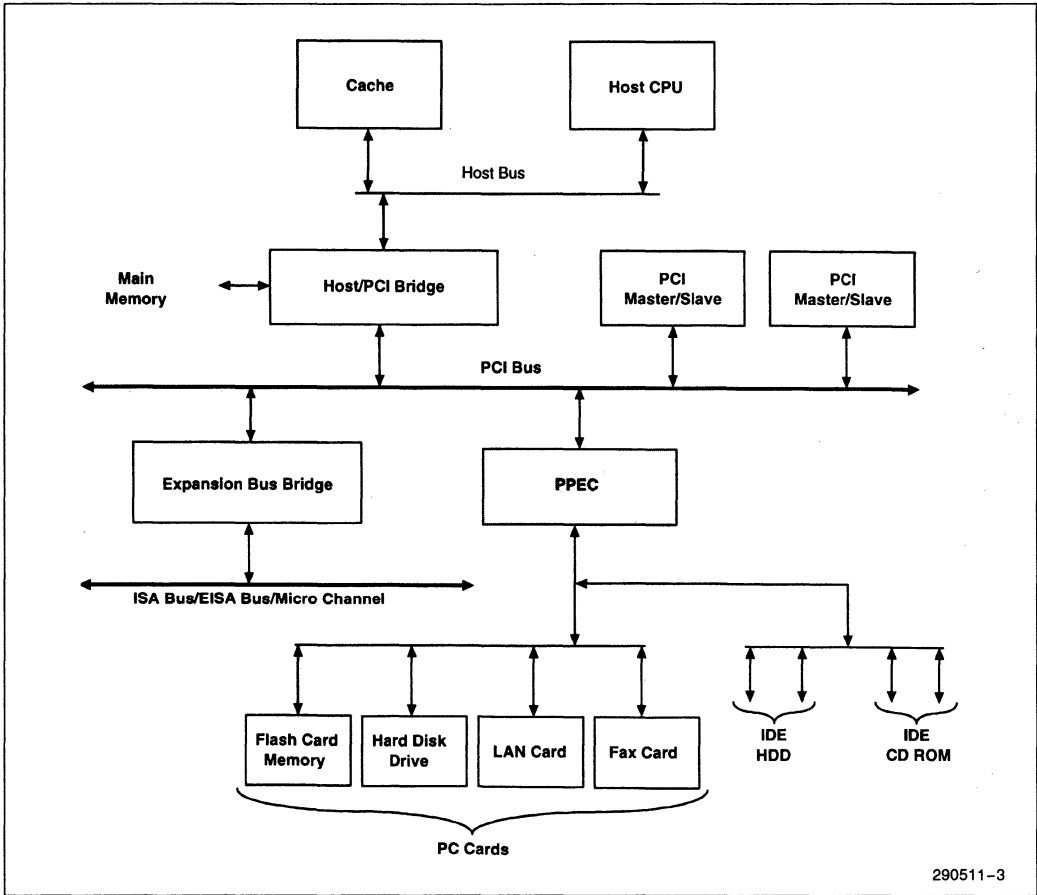 Cache
Host CPU
Host Bus
Main
Memory
Host/PCI Bridge
PCI
Master/Slave
PCI
Master/Slave
PCI Bus
Expansion Bus Bridge
PPEC
ISA Bus/EISA Bus/Micro Channel
Flash Card
Memory
Hard Disk
Drive
LAN Card
Fax Card
IDE
HDD
IDE
CD ROM
PC Cards
290511–3